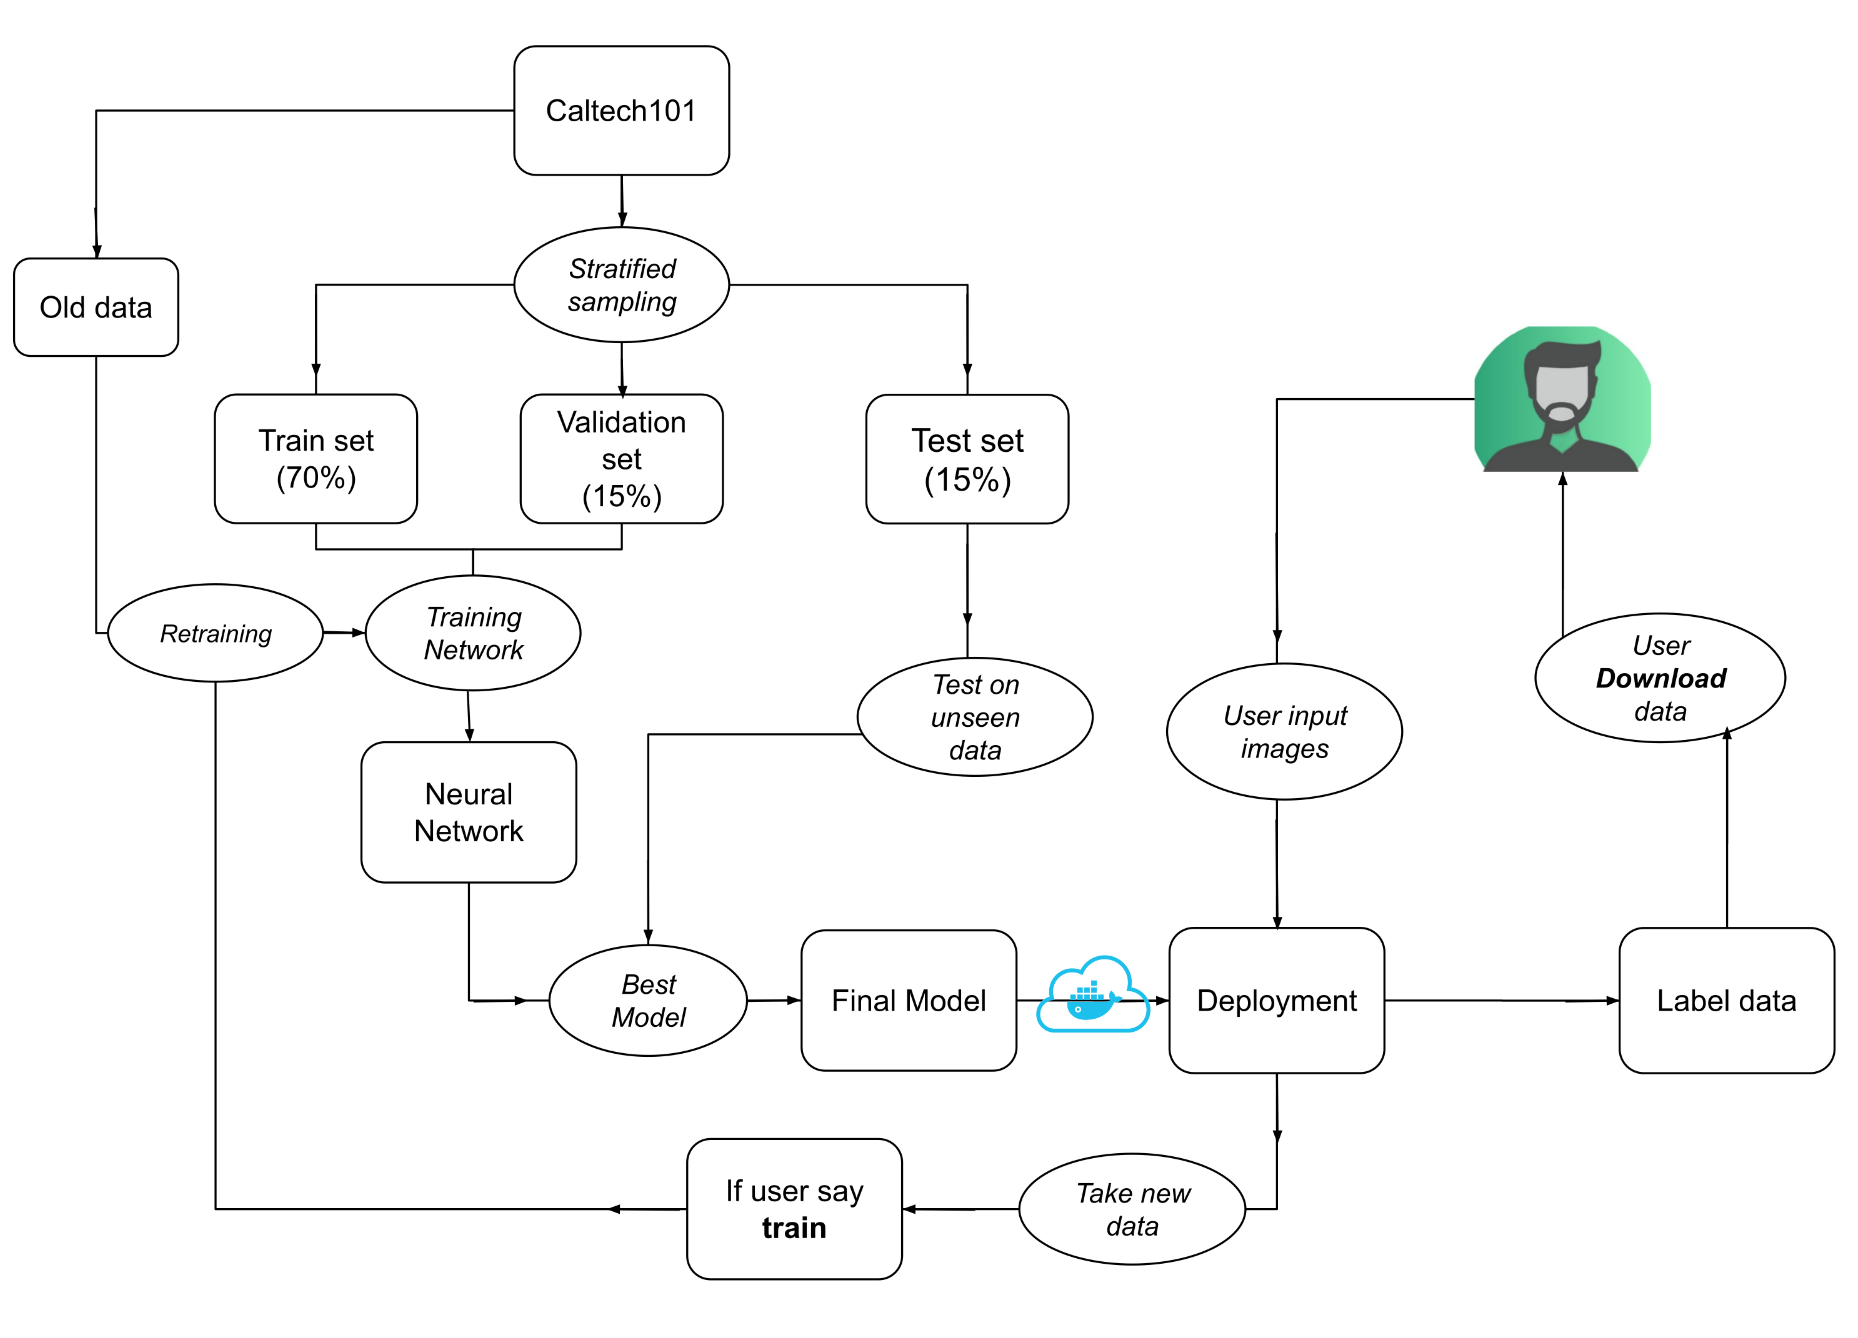 Caltech101
Stratified
sampling
Old data
Train set
(70%)
Validation
set
(15%)
Test set
(15%)
Retraining
Training
Network
Test on
unseen
data
User input
images
User
Download
data
Neural
Network
Best
Model
Final Model
Deployment
Label data
If user say
train
Take new
data